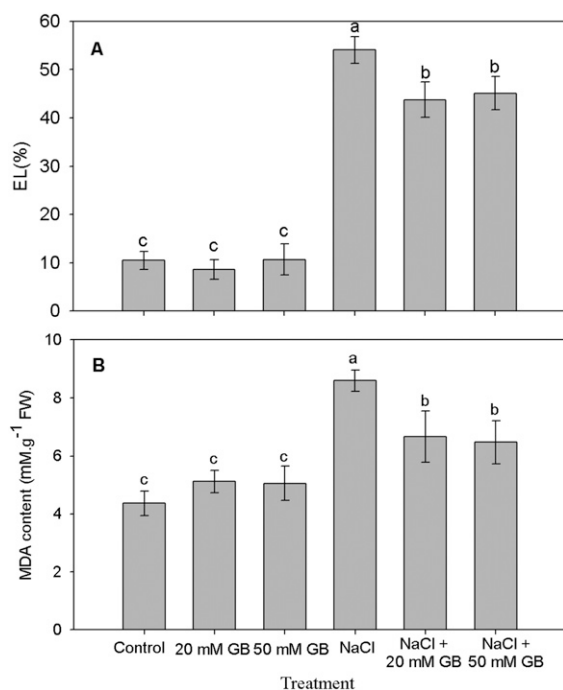 A
EL(%)
60
50
40
30
20
10
0
c
c
c
a
b
b
B
MDA content (mM.g-1 FW)
10
8
6
4
2
0
c
c
c
a
b
b
Control
20 mM GB
50 mM GB
NaCl
NaCl +
20 mM GB
NaCl +
50 mM GB
Treatment